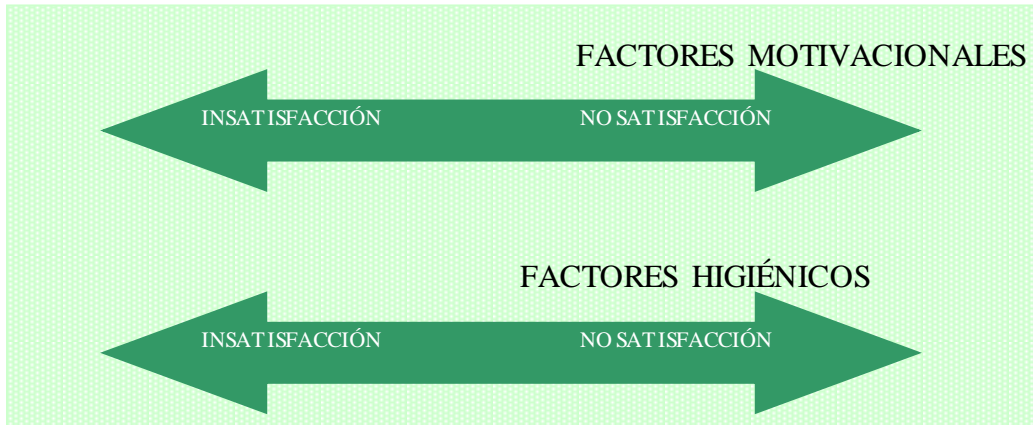 FACTORES MOTIVACIONALES
INSATISFACCIÓN NO SATISFACCIÓN
FACTORES HIGIÉNICOS
INSATISFACCIÓN NO SATISFACCIÓN